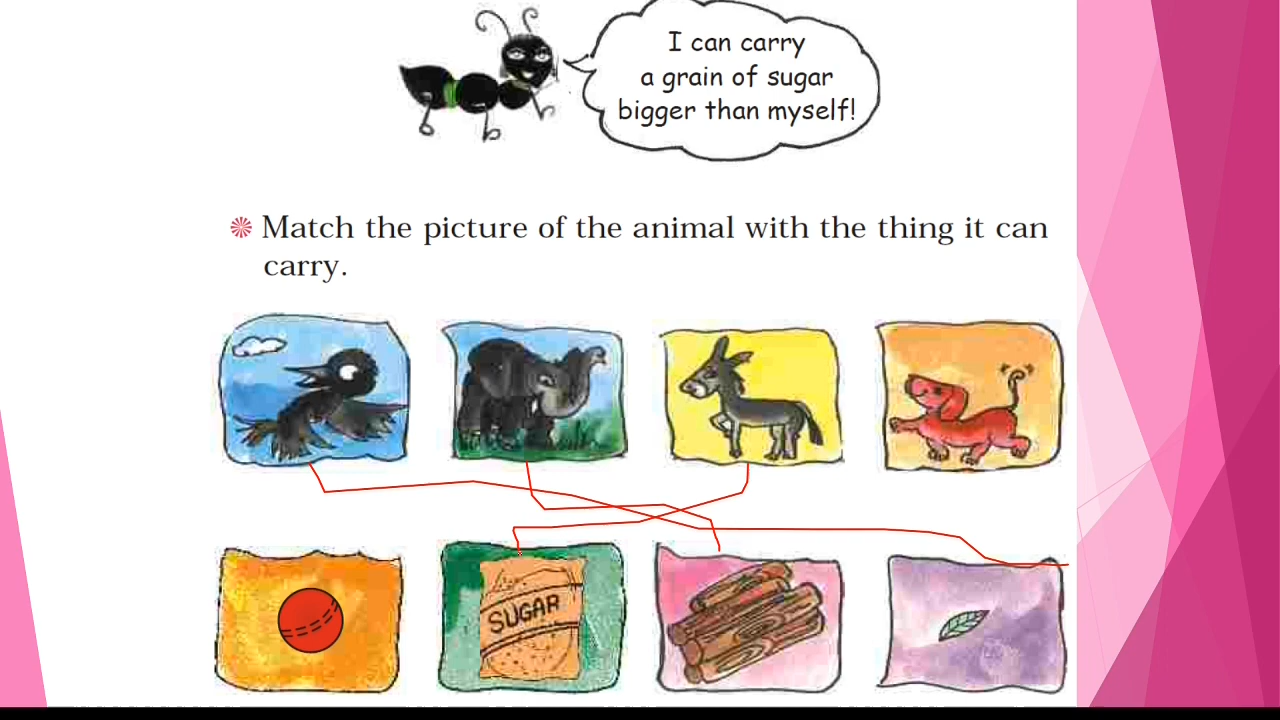 I can carry
a grain of sugar
bigger than myself!
Match the picture of the animal with the thing it can
carry.
SUGAR